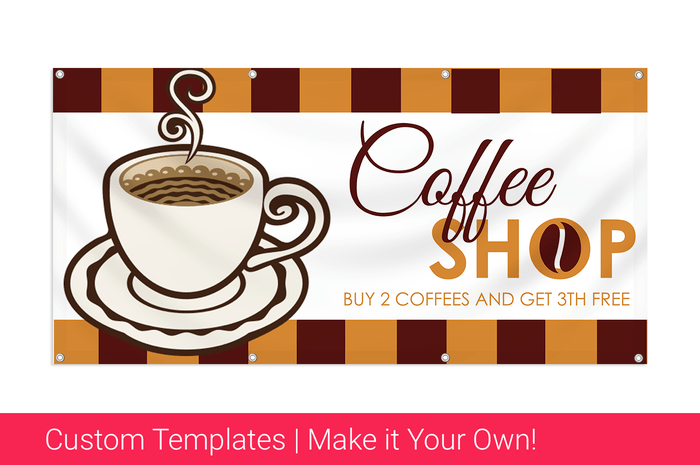 Coffee
SHOP
BUY 2 COFFEES AND GET 3TH FREE
Custom Templates | Make it Your Own!